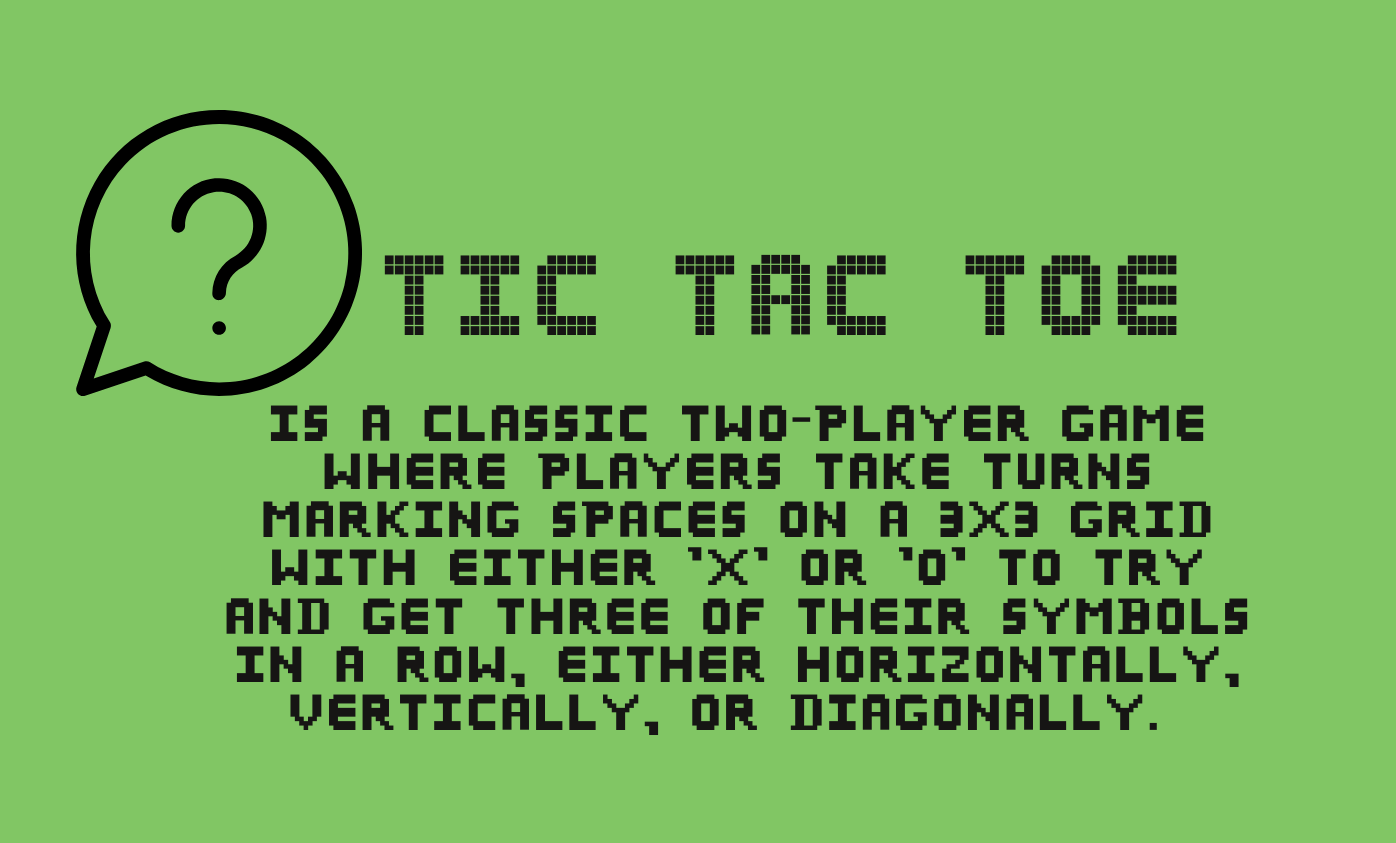 ?
TIC TAC TOE
IS A CLASSIC TWO-PLAYER GAME
WHERE PLAYERS TAKE TURNS
MARKING SPACES ON A 3X3 GRID
WITH EITHER 'X' OR 'O' TO TRY
AND GET THREE OF THEIR SYMBOLS
IN A ROW, EITHER HORIZONTALLY,
VERTICALLY, OR DIAGONALLY.